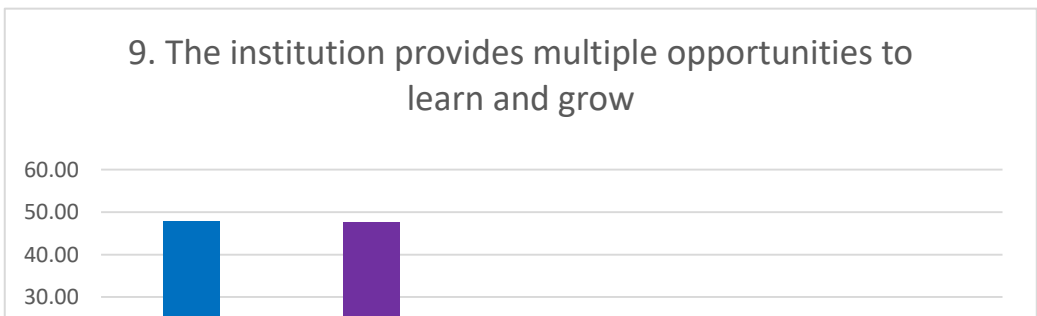 9. The institution provides multiple opportunities to
learn and grow
60.00
50.00
40.00
30.00